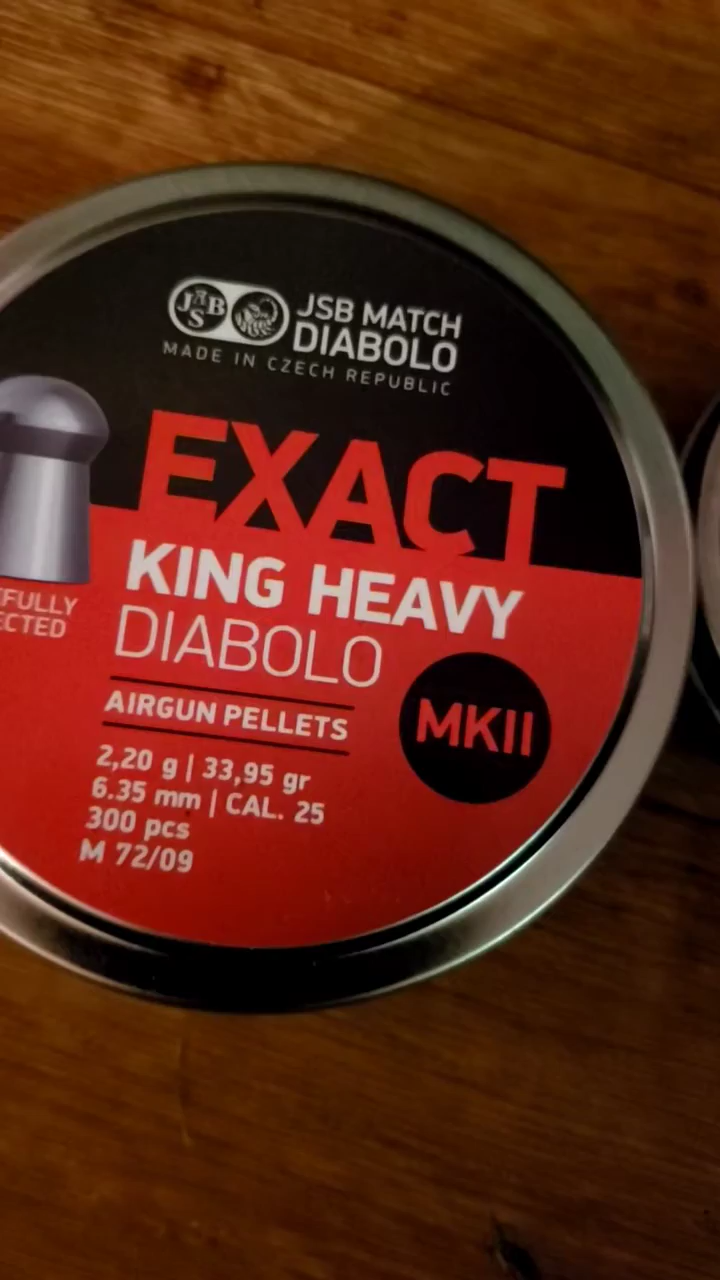 JSB
JSB MATCH
DIABOLO
MADE IN CZECH REPUBLIC
EXACT
KING HEAVY
DIABOLO
AIRGUN PELLETS
MKII
2,20 g | 33,95 gr
6.35 mm | CAL. 25
300 pcs
M 72/09